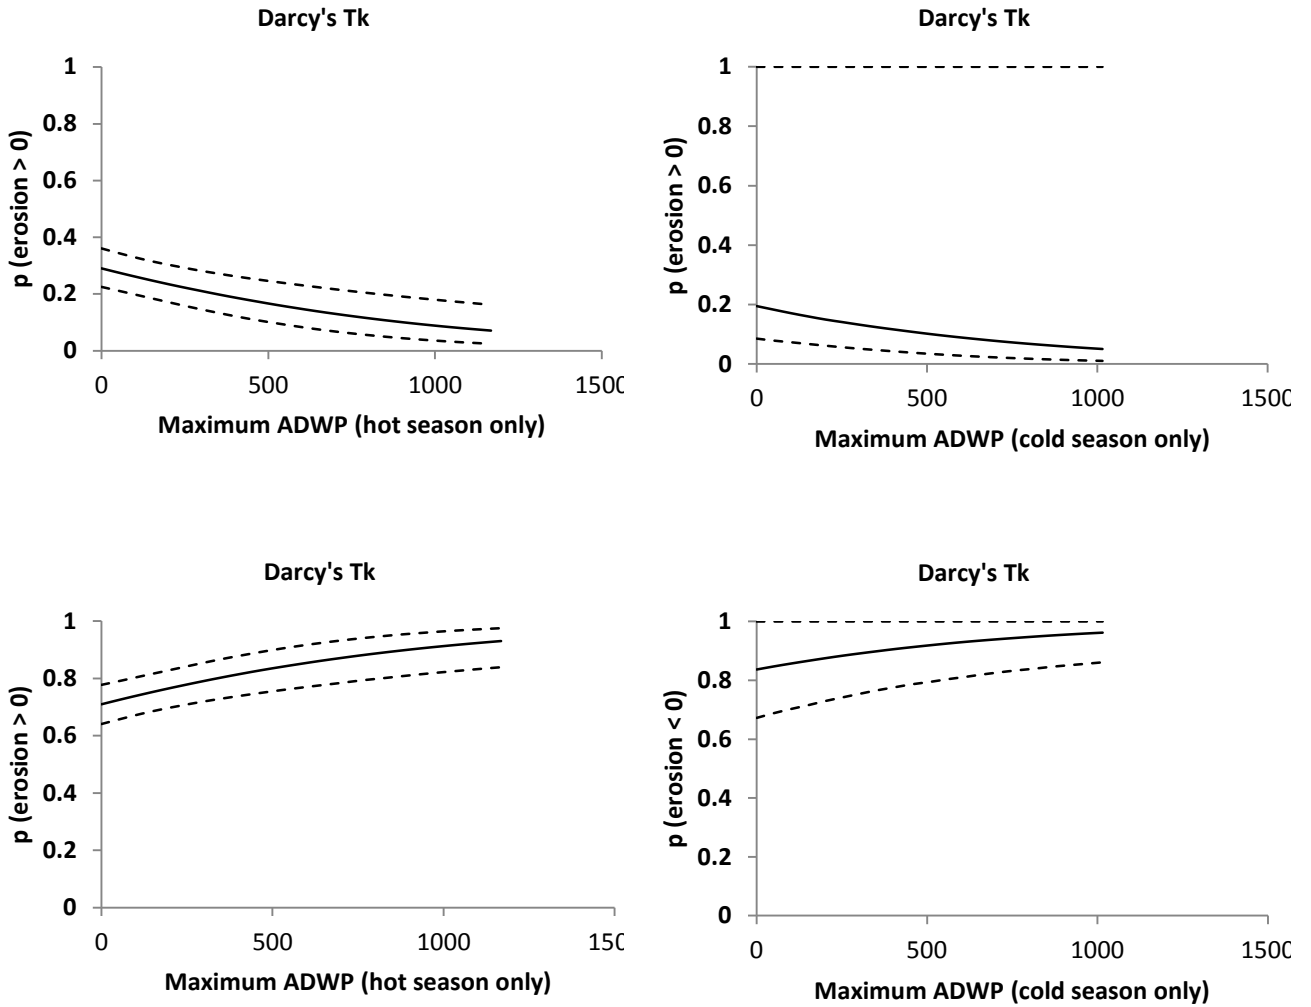 Darcy's Tk
1
0.8
0.6
0.4
0.2
0
p (erosion > 0)
0 500 1000 1500
Maximum ADWP (hot season only)
Darcy's Tk
1
0.8
0.6
0.4
0.2
0
p (erosion > 0)
0 500 1000 1500
Maximum ADWP (cold season only)
Darcy's Tk
1
0.8
0.6
0.4
0.2
0
p (erosion > 0)
0 500 1000 150
Maximum ADWP (hot season only)
Darcy's Tk
1
0.8
0.6
0.4
0.2
0
p (erosion < 0)
0 500 1000 1500
Maximum ADWP (cold season only)